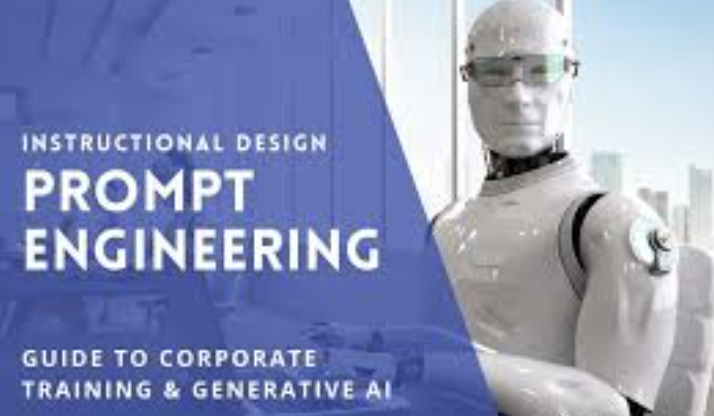 INSTRUCTIONAL DESIGN
PROMPT
ENGINEERING
GUIDE TO CORPORATE
TRAINING & GENERATIVE AI